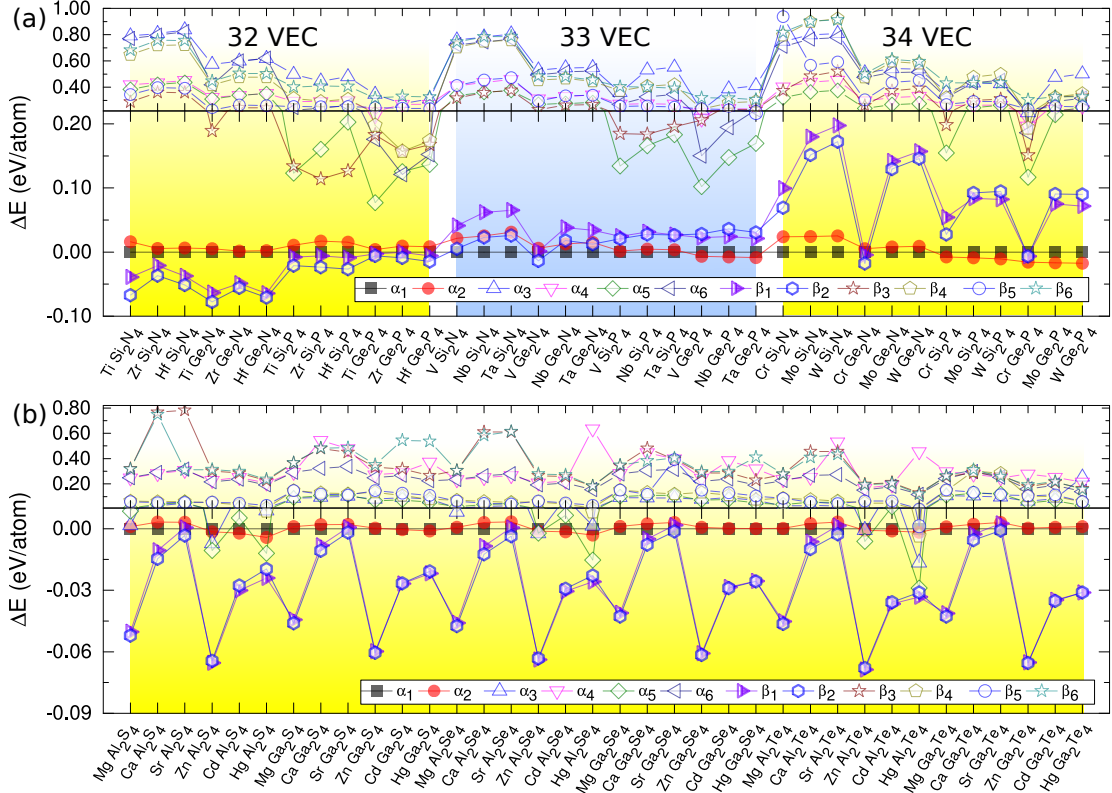 (a)
32 VEC 33 VEC 34 VEC
1.00
0.80
0.60
0.40
0.20
0.10
0.00
-0.10
ΔE (eV/atom)
α1 α2 α3 α4 α5 α6 β1 β2 β3 β4 β5 β6
Ti Si2N4 Zr Si2N4 Hf Si2N4 Ti Ge2N4 Zr Ge2N4 Hf Ge2N4 Ti Si2P4 Zr Si2P4 Hf Si2P4 Ti Ge2P4 Zr Ge2P4 Hf Ge2P4 V Si2N4 Nb Si2N4 Ta Si2N4 V Ge2N4 Nb Ge2N4 Ta Ge2N4 V Si2P4 Nb Si2P4 Ta Si2P4 V Ge2P4 Nb Ge2P4 Ta Ge2P4 Cr Si2N4 Mo Si2N4 W Si2N4 Cr Ge2N4 Mo Ge2N4 W Ge2N4 Cr Si2P4 Mo Si2P4 W Si2P4 Cr Ge2P4 Mo Ge2P4 W Ge2P4
(b)
0.80
0.60
0.40
0.20
0.00
-0.03
-0.06
-0.09
ΔE (eV/atom)
α1 α2 α3 α4 α5 α6 β1 β2 β3 β4 β5 β6
Mg Al2S4 Ca Al2S4 Sr Al2S4 Zn Al2S4 Cd Al2S4 Hg Al2S4 Mg Ga2S4 Ca Ga2S4 Sr Ga2S4 Zn Ga2S4 Cd Ga2S4 Hg Ga2S4 Mg Al2Se4 Ca Al2Se4 Sr Al2Se4 Zn Al2Se4 Cd Al2Se4 Hg Al2Se4 Mg Ga2Se4 Ca Ga2Se4 Sr Ga2Se4 Zn Ga2Se4 Cd Ga2Se4 Hg Ga2Se4 Mg Al2Te4 Ca Al2Te4 Sr Al2Te4 Zn Al2Te4 Cd Al2Te4 Hg Al2Te4 Mg Ga2Te4 Ca Ga2Te4 Sr Ga2Te4 Zn Ga2Te4 Cd Ga2Te4 Hg Ga2Te4